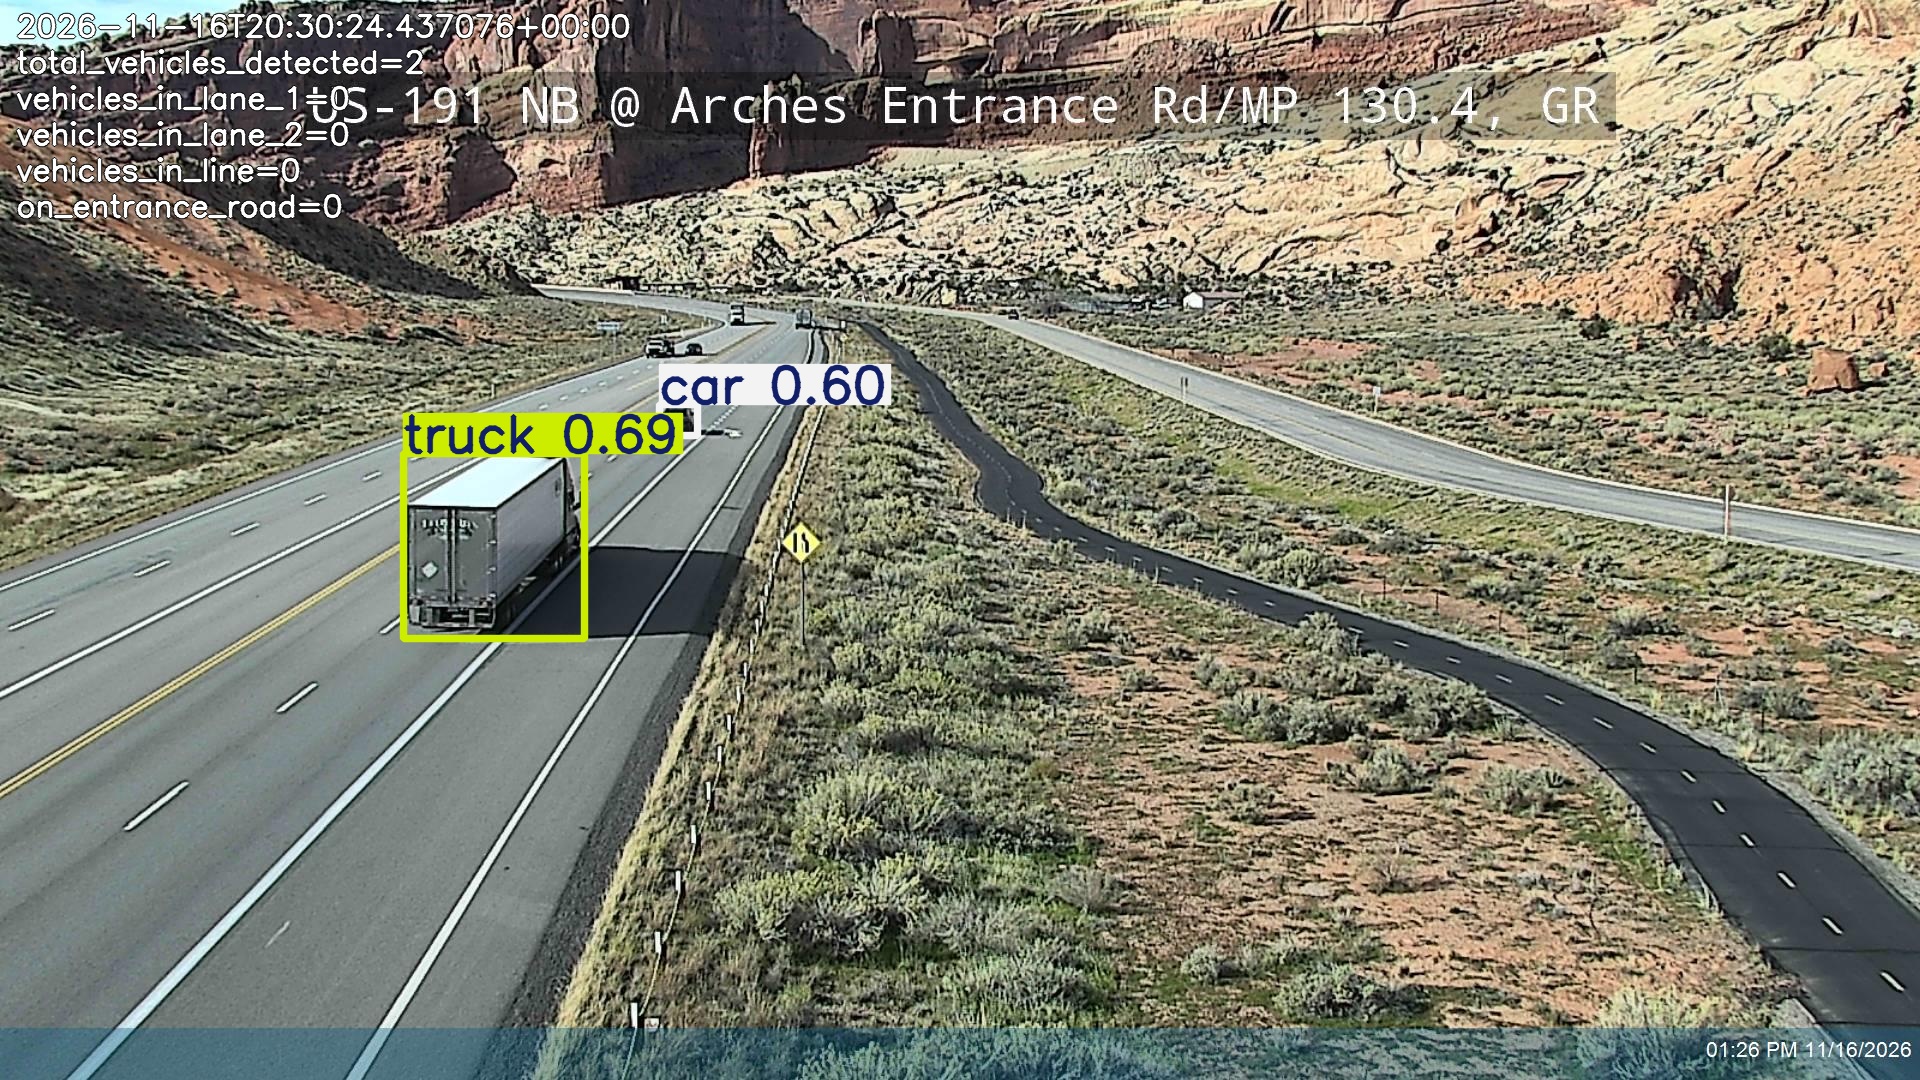 2026-11-16T20:30:24.437076+00:00
total_vehicles_detected=2
vehicles_in_lane_1=0
US-191 NB @ Arches Entrance Rd/MP 130.4, GR
vehicles_in_lane_2=0
vehicles_in_line=0
on_entrance_road=0
car 0.60
truck 0.69
01:26 PM 11/16/2026